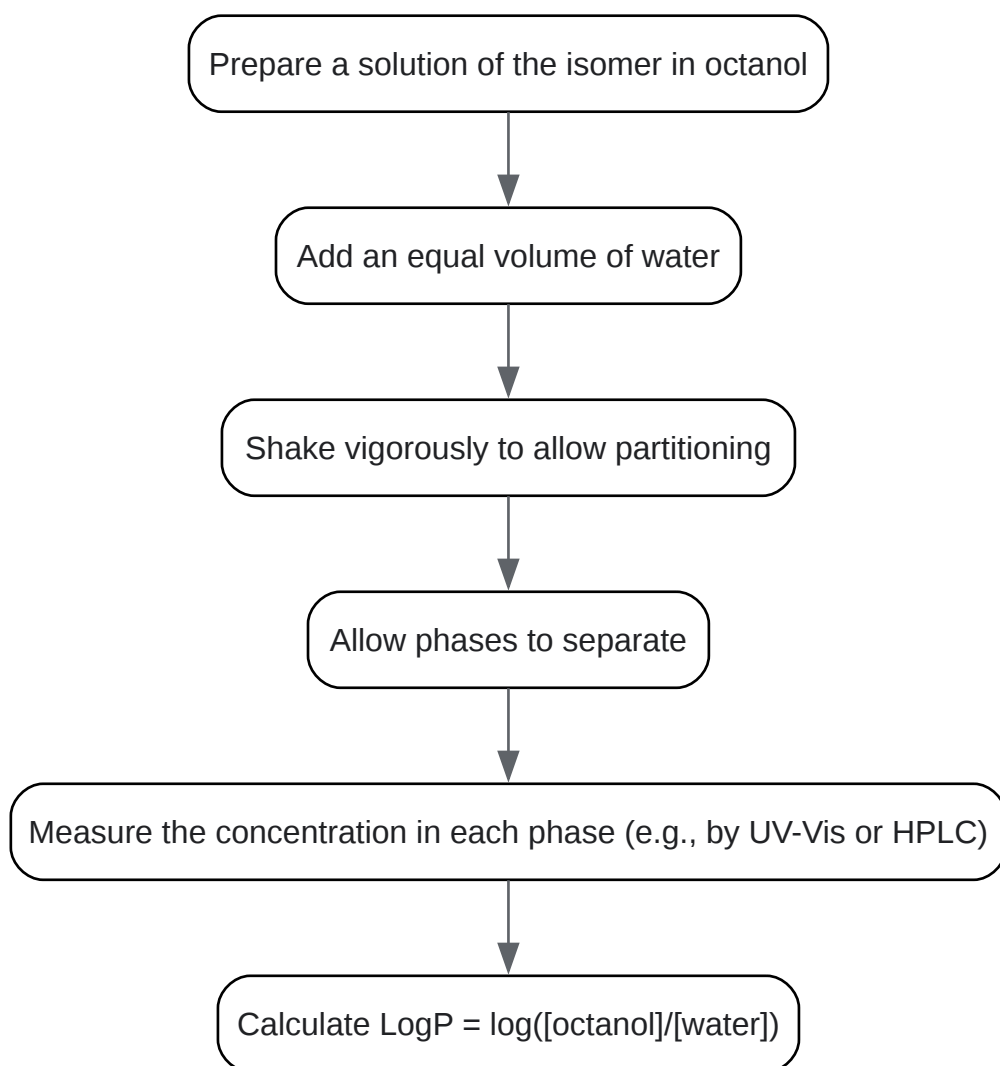 Prepare a solution of the isomer in octanol
Add an equal volume of water
Shake vigorously to allow partitioning
Allow phases to separate
Measure the concentration in each phase (e.g., by UV-Vis or HPLC)
Calculate LogP = log([octanol]/[water])